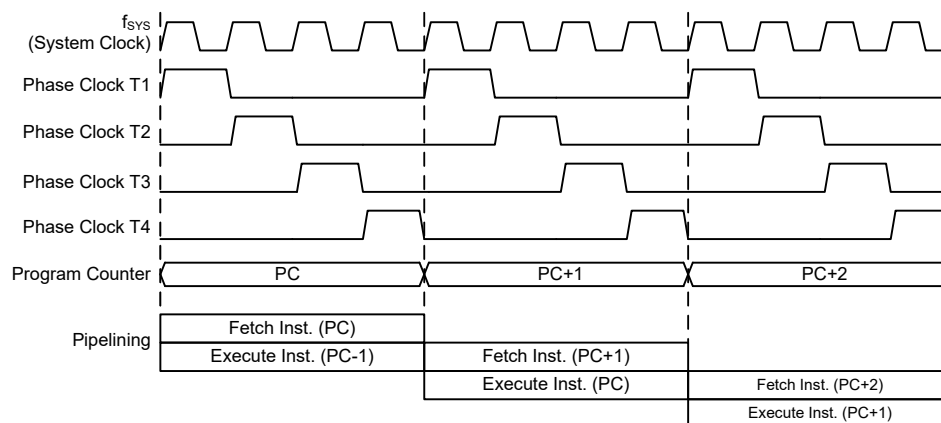 fSYS
(System Clock)
Phase Clock T1
Phase Clock T2
Phase Clock T3
Phase Clock T4
Program Counter PC PC+1 PC+2
Fetch Inst. (PC)
Pipelining
Execute Inst. (PC-1) Fetch Inst. (PC+1)
Execute Inst. (PC) Fetch Inst. (PC+2)
Execute Inst. (PC+1)